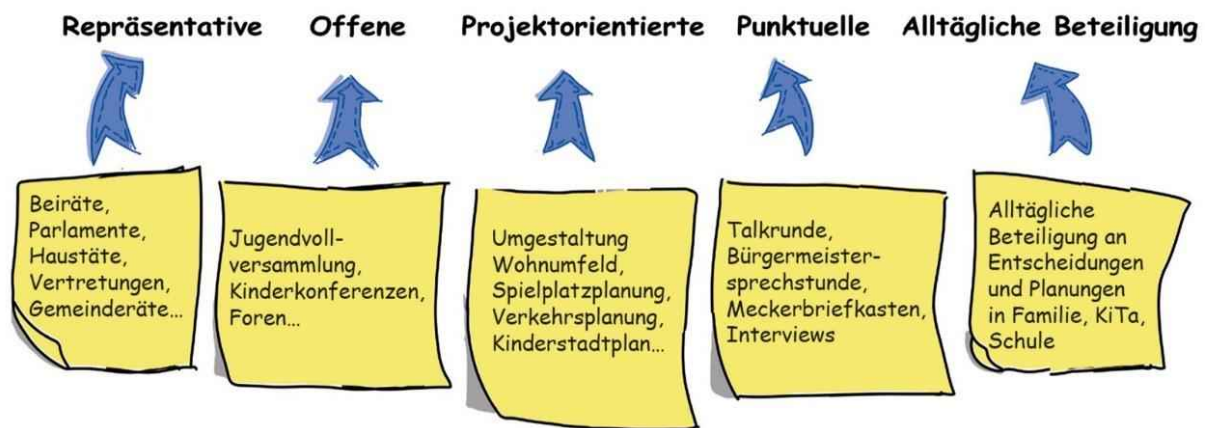 Repräsentative Offene Projektorientierte Punktuelle Alltägliche Beteiligung
Beiräte,
Parlamente,
Haustäte,
Vertretungen,
Gemeinderäte...
Jugendvoll-
versammlung,
Kinderkonferenzen,
Foren...
Umgestaltung
Wohnumfeld,
Spielplatzplanung,
Verkehrsplanung,
Kinderstadtplan...
Talkrunde,
Bürgermeister-
sprechstunde,
Meckerbriefkasten,
Interviews
Alltägliche
Beteiligung an
Entscheidungen
und Planungen
in Familie, KiTa,
Schule